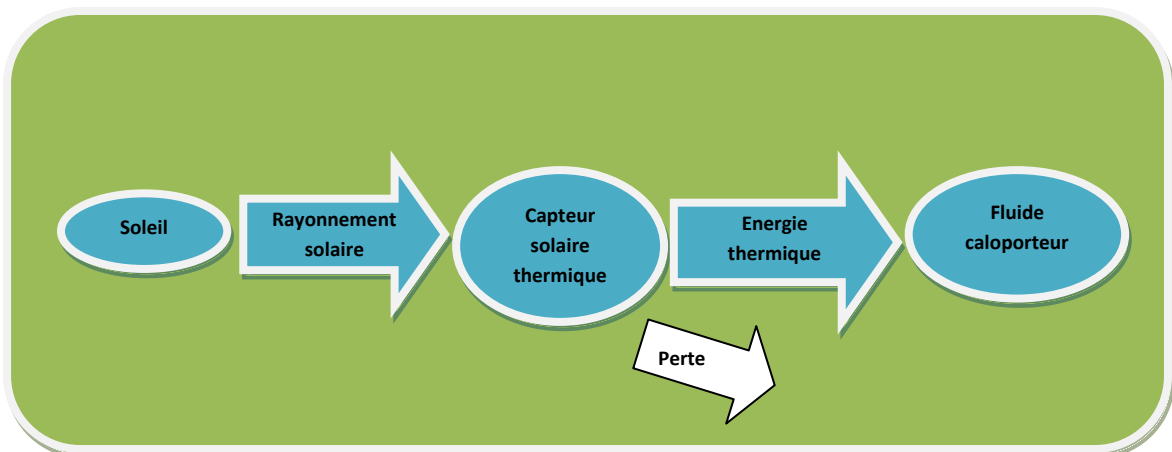 Soleil
Rayonnement
solaire
Capteur
solaire
thermique
Energie
thermique
Fluide
caloporteur
Perte